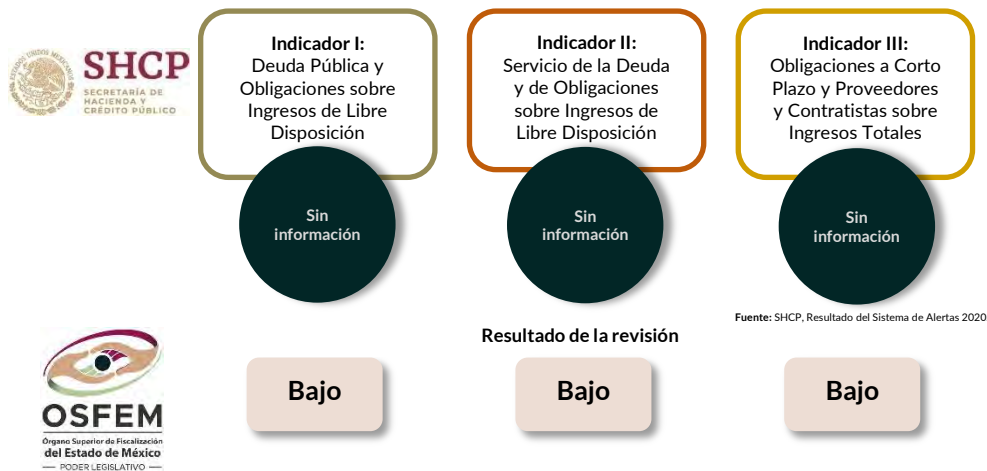 SHCP
SECRETARÍA DE
HACIENDA Y
CRÉDITO PÚBLICO
Indicador I:
Deuda Pública y
Obligaciones sobre
Ingresos de Libre
Disposición
Sin
información
Indicador II:
Servicio de la Deuda
y de Obligaciones
sobre Ingresos de
Libre Disposición
Sin
información
Indicador III:
Obligaciones a Corto
Plazo y Proveedores
y Contratistas sobre
Ingresos Totales
Sin
información
Fuente: SHCP, Resultado del Sistema de Alertas 2020
Resultado de la revisión
OSFEM
Órgano Superior de Fiscalización
del Estado de México
PODER LEGISLATIVO
Bajo
Bajo
Bajo